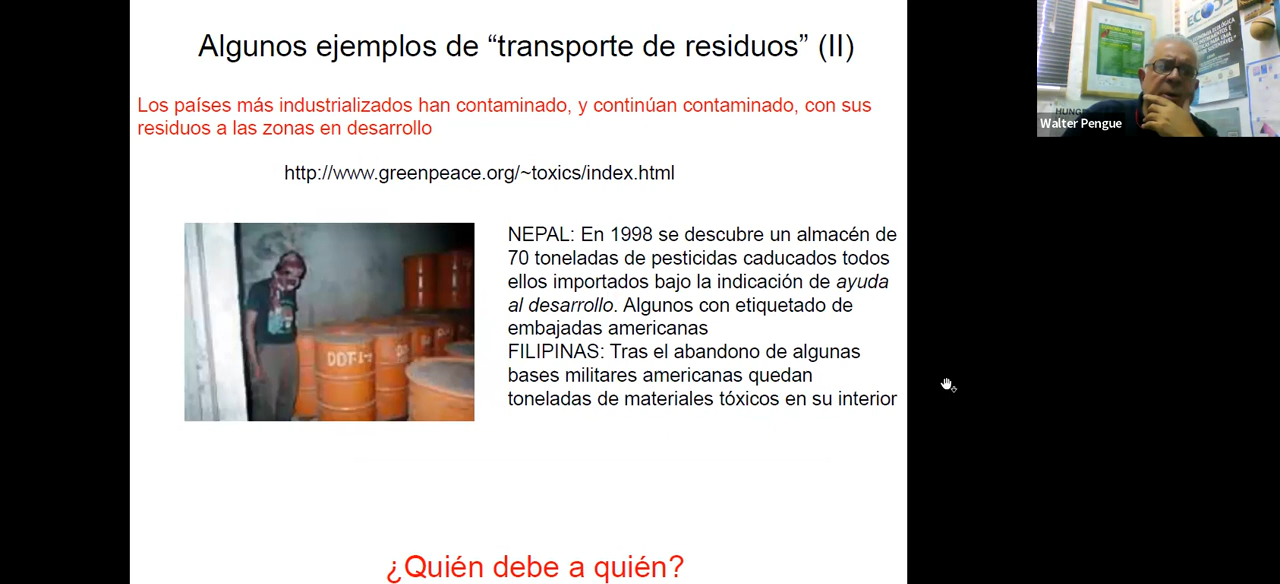 Algunos ejemplos de “transporte de residuos” (II)
Los países más industrializados han contaminado, y continúan contaminado, con sus
residuos a las zonas en desarrollo
http://www.greenpeace.org/~toxics/index.html
NEPAL: En 1998 se descubre un almacén de
70 toneladas de pesticidas caducados todos
ellos importados bajo la indicación de ayuda
al desarrollo. Algunos con etiquetado de
embajadas americanas
FILIPINAS: Tras el abandono de algunas
bases militares americanas quedan
toneladas de materiales tóxicos en su interior
¿Quién debe a quién?
Walter Pengue